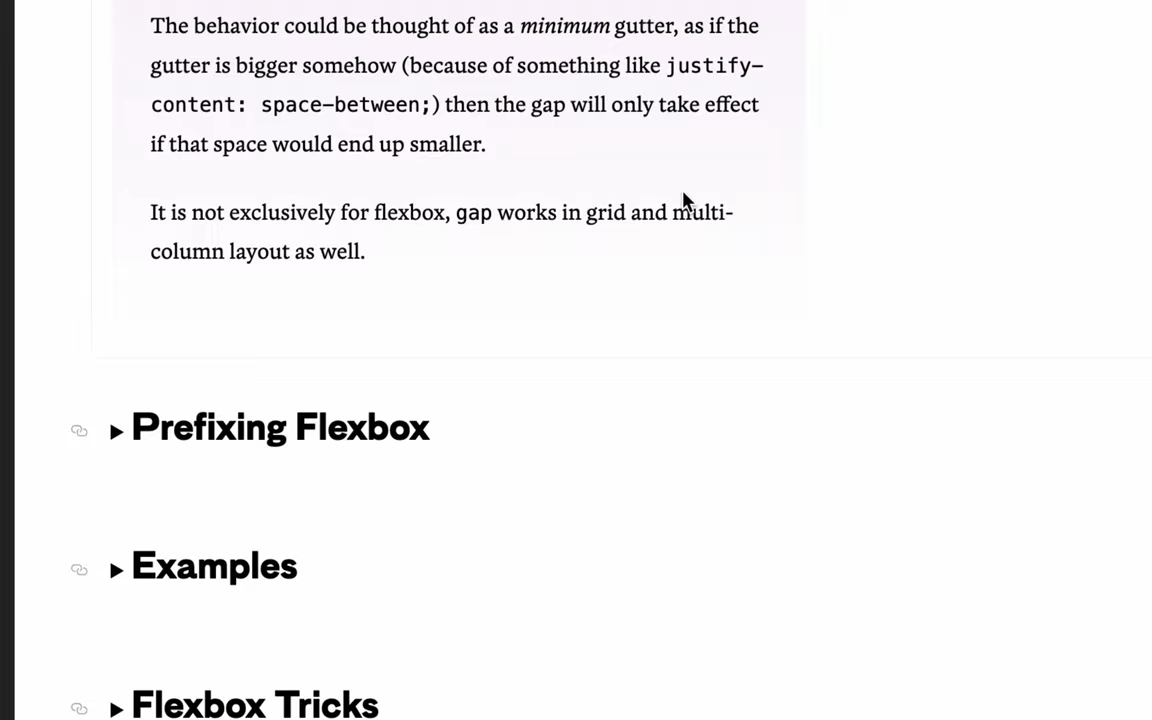 The behavior could be thought of as a minimum gutter, as if the
gutter is bigger somehow (because of something like justify-
content: space-between;) then the gap will only take effect
if that space would end up smaller.
It is not exclusively for flexbox, gap works in grid and multi-
column layout as well.
Prefixing Flexbox
Examples
Flexbox Tricks